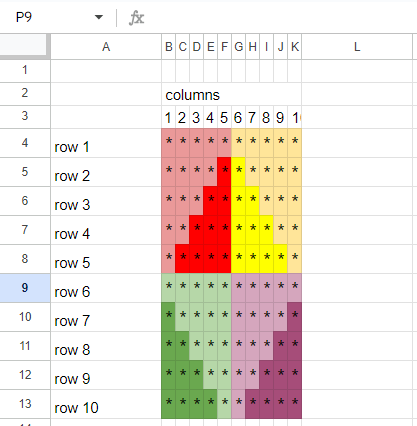 P9 fx
A B C D E F G H I J K L
1
2 columns
3 1 2 3 4 5 6 7 8 9 1
4 row 1 * * * * * * * * * *
5 row 2 * * * * * * * * * *
6 row 3 * * * * * * * * * *
7 row 4 * * * * * * * * * *
8 row 5 * * * * * * * * * *
9 row 6 * * * * * * * * * *
10 row 7 * * * * * * * * * *
11 row 8 * * * * * * * * * *
12 row 9 * * * * * * * * * *
13 row 10 * * * * * * * * * *